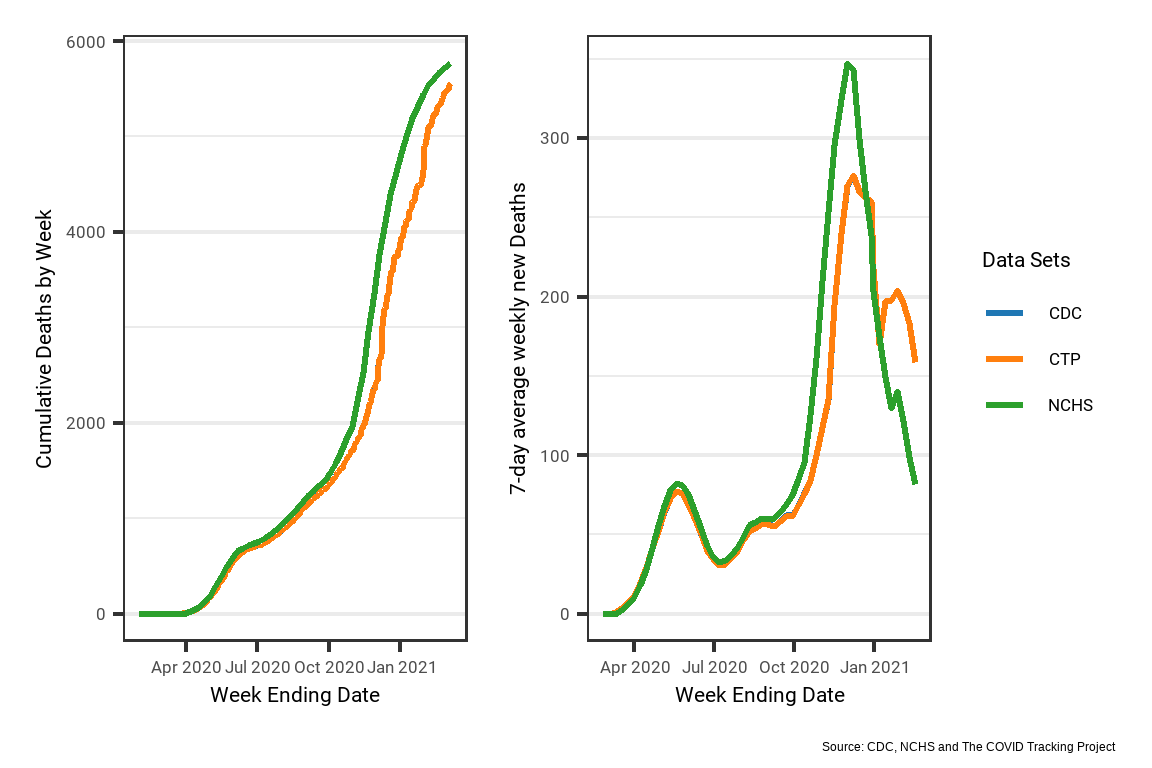 Cumulative Deaths by Week
6000
4000
2000
0
Apr 2020 Jul 2020 Oct 2020 Jan 2021
Week Ending Date
7-day average weekly new Deaths
300
200
100
0
Apr 2020 Jul 2020 Oct 2020 Jan 2021
Week Ending Date
Data Sets
CDC
CTP
NCHS
Source: CDC, NCHS and The COVID Tracking Project